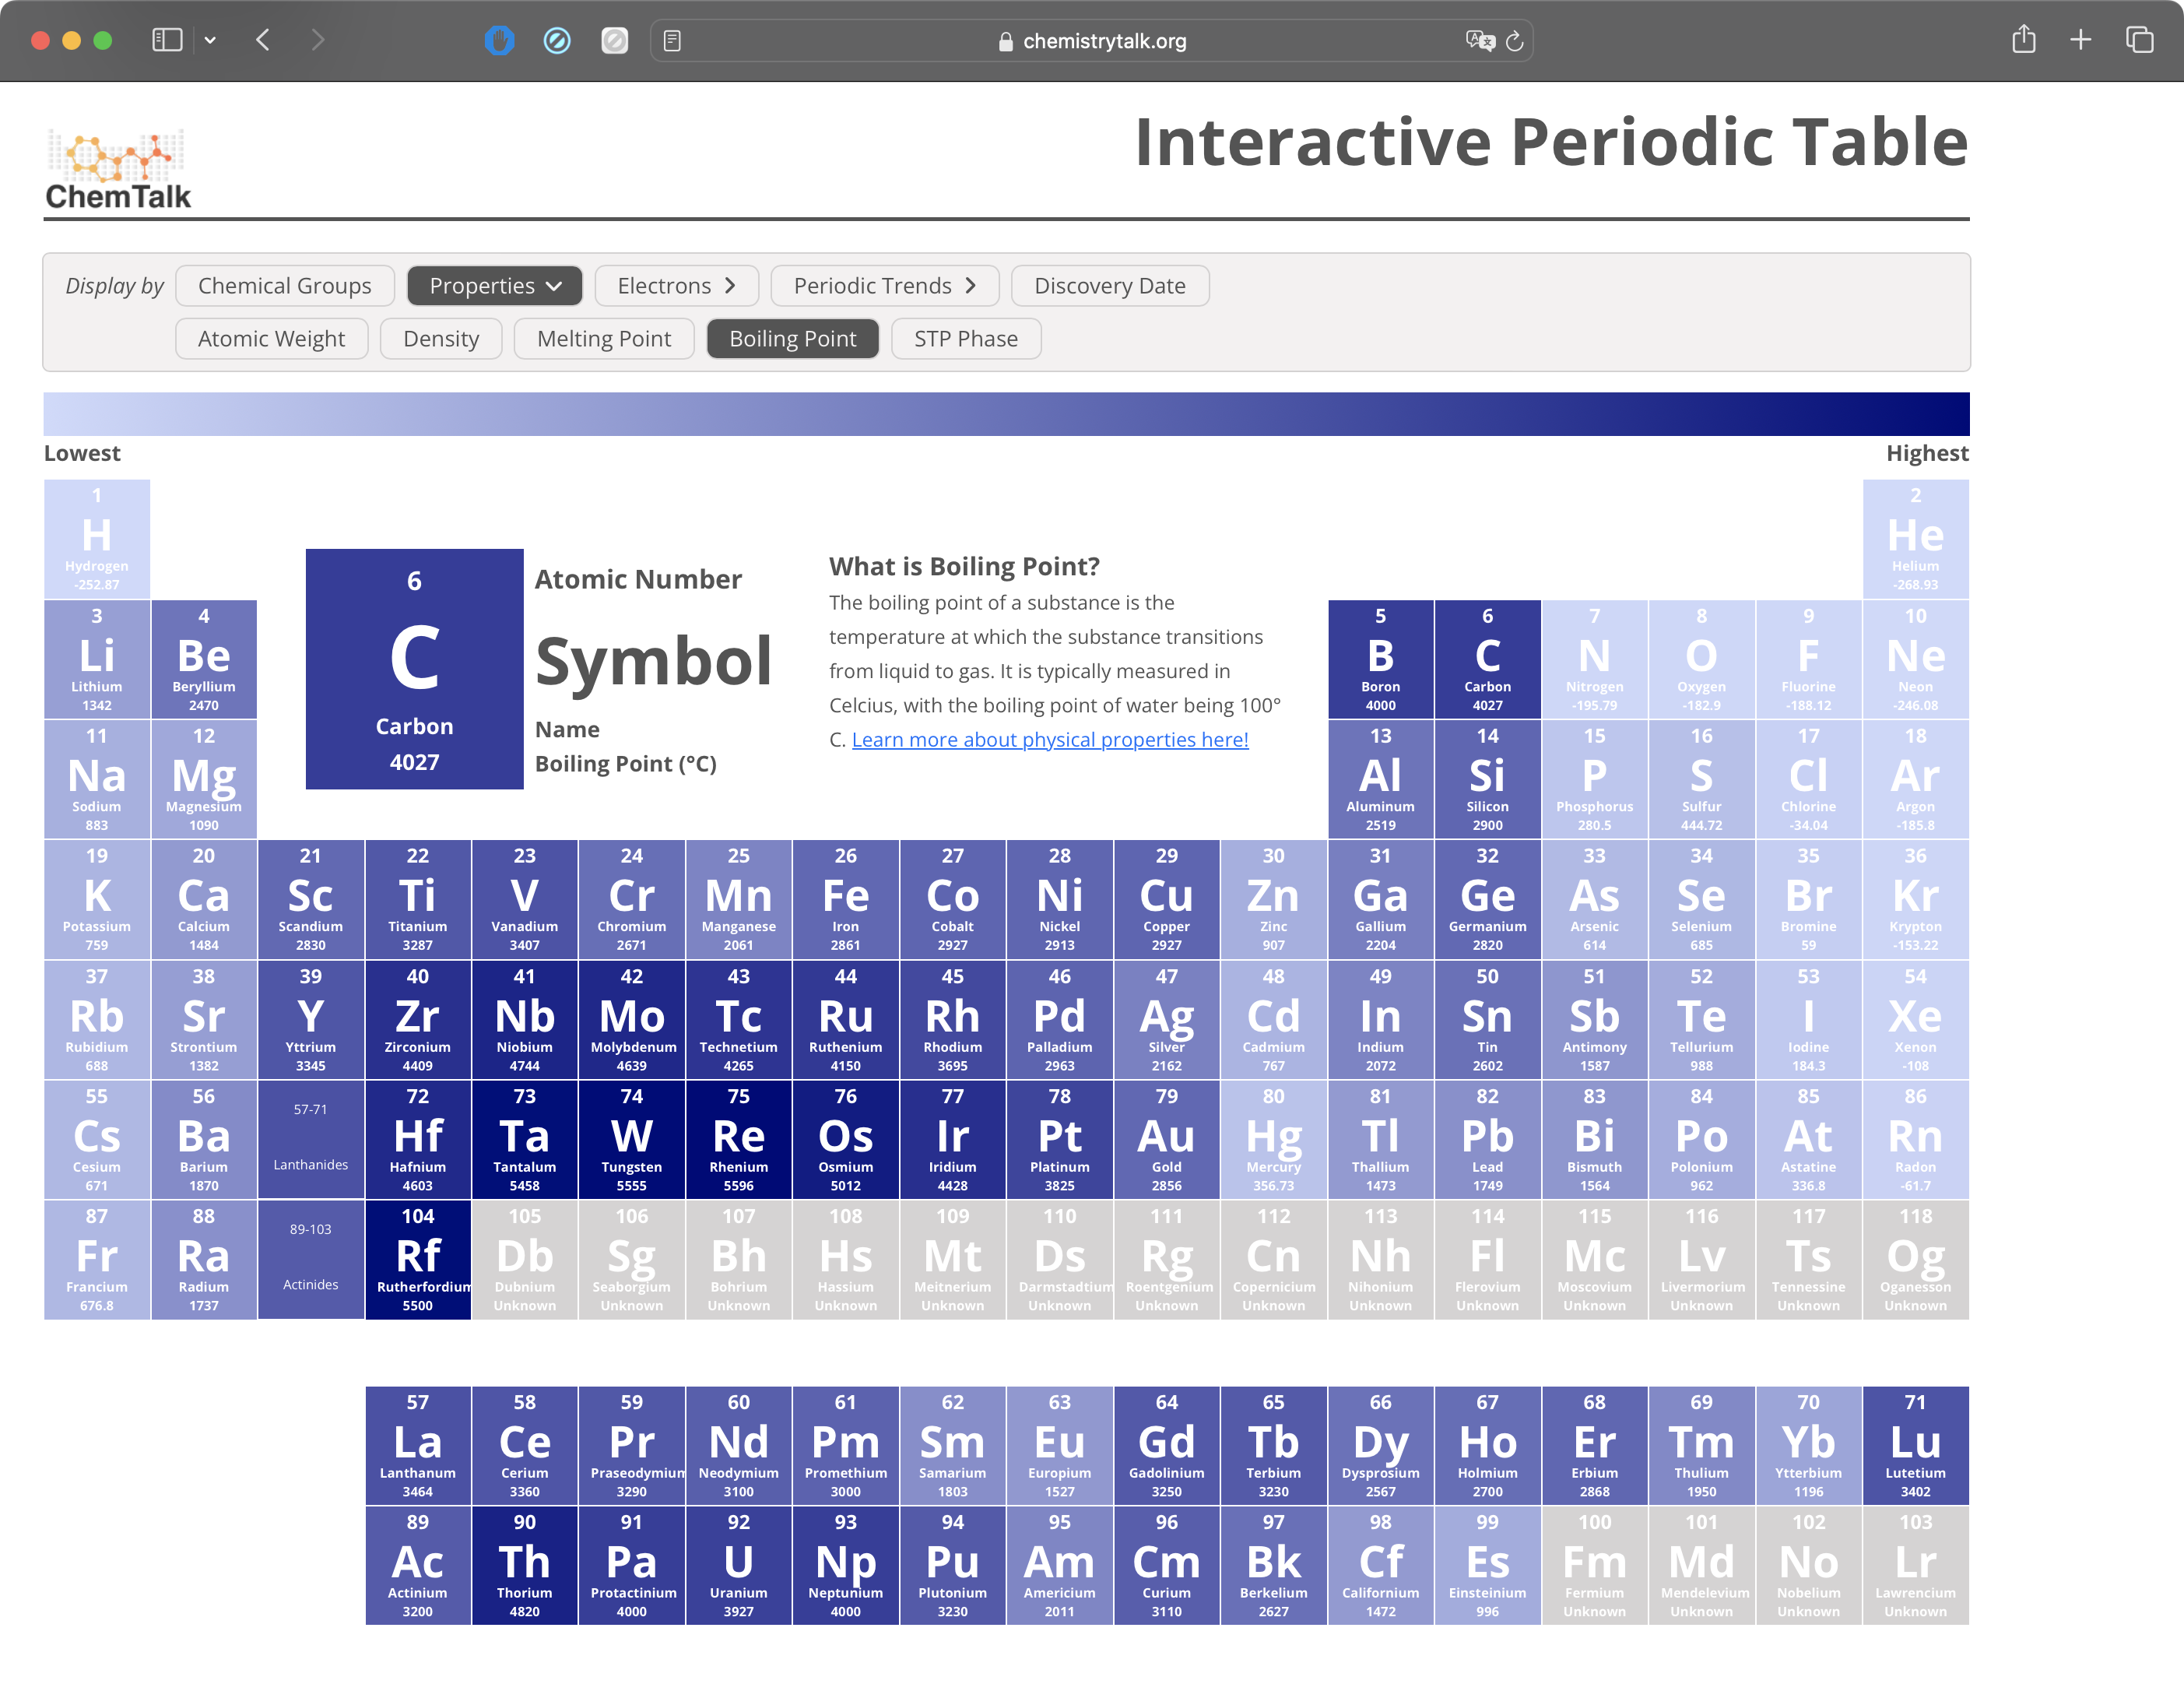 chemistrytalk.org
ChemTalk
Interactive Periodic Table
Display by Chemical Groups Properties Electrons Periodic Trends Discovery Date
Atomic Weight Density Melting Point Boiling Point STP Phase
Lowest Highest
1 2
H He
Hydrogen Helium
-252.87 -268.93
6 Atomic Number
C Symbol
Carbon Name
4027 Boiling Point (°C)
What is Boiling Point?
The boiling point of a substance is the
temperature at which the substance transitions
from liquid to gas. It is typically measured in
Celcius, with the boiling point of water being 100°
C. Learn more about physical properties here!
3 4 5 6 7 8 9 10
Li Be B C N O F Ne
Lithium Beryllium Boron Carbon Nitrogen Oxygen Fluorine Neon
1342 2470 4000 4027 -195.79 -182.9 -188.12 -246.08
11 12 13 14 15 16 17 18
Na Mg Al Si P S Cl Ar
Sodium Magnesium Aluminum Silicon Phosphorus Sulfur Chlorine Argon
883 1090 2519 2900 280.5 444.72 -34.04 -185.8
19 20 21 22 23 24 25 26 27 28 29 30 31 32 33 34 35 36
K Ca Sc Ti V Cr Mn Fe Co Ni Cu Zn Ga Ge As Se Br Kr
Potassium Calcium Scandium Titanium Vanadium Chromium Manganese Iron Cobalt Nickel Copper Zinc Gallium Germanium Arsenic Selenium Bromine Krypton
759 1484 2830 3287 3407 2671 2061 2861 2927 2913 2927 907 2204 2820 614 685 59 -153.22
37 38 39 40 41 42 43 44 45 46 47 48 49 50 51 52 53 54
Rb Sr Y Zr Nb Mo Tc Ru Rh Pd Ag Cd In Sn Sb Te I Xe
Rubidium Strontium Yttrium Zirconium Niobium Molybdenum Technetium Ruthenium Rhodium Palladium Silver Cadmium Indium Tin Antimony Tellurium Iodine Xenon
688 1382 3345 4409 4744 4639 4265 4150 3695 2963 2162 767 2072 2602 1587 988 184.3 -108
55 56 57-71 72 73 74 75 76 77 78 79 80 81 82 83 84 85 86
Cs Ba Hf Ta W Re Os Ir Pt Au Hg Tl Pb Bi Po At Rn
Cesium Barium Lanthanides Hafnium Tantalum Tungsten Rhenium Osmium Iridium Platinum Gold Mercury Thallium Lead Bismuth Polonium Astatine Radon
671 1870 4603 5458 5555 5596 5012 4428 3825 2856 356.73 1473 1749 1564 962 336.8 -61.7
87 88 89-103 104 105 106 107 108 109 110 111 112 113 114 115 116 117 118
Fr Ra Rf Db Sg Bh Hs Mt Ds Rg Cn Nh Fl Mc Lv Ts Og
Francium Radium Actinides Rutherfordium Dubnium Seaborgium Bohrium Hassium Meitnerium Darmstadtium Roentgenium Copernicium Nihonium Flerovium Moscovium Livermorium Tennessine Oganesson
676.8 1737 5500 Unknown Unknown Unknown Unknown Unknown Unknown Unknown Unknown Unknown Unknown Unknown Unknown Unknown Unknown
57 58 59 60 61 62 63 64 65 66 67 68 69 70 71
La Ce Pr Nd Pm Sm Eu Gd Tb Dy Ho Er Tm Yb Lu
Lanthanum Cerium Praseodymium Neodymium Promethium Samarium Europium Gadolinium Terbium Dysprosium Holmium Erbium Thulium Ytterbium Lutetium
3464 3360 3290 3100 3000 1803 1527 3250 3230 2567 2700 2868 1950 1196 3402
89 90 91 92 93 94 95 96 97 98 99 100 101 102 103
Ac Th Pa U Np Pu Am Cm Bk Cf Es Fm Md No Lr
Actinium Thorium Protactinium Uranium Neptunium Plutonium Americium Curium Berkelium Californium Einsteinium Fermium Mendelevium Nobelium Lawrencium
3200 4820 4000 3927 4000 3230 2011 3110 2627 1472 996 Unknown Unknown Unknown Unknown